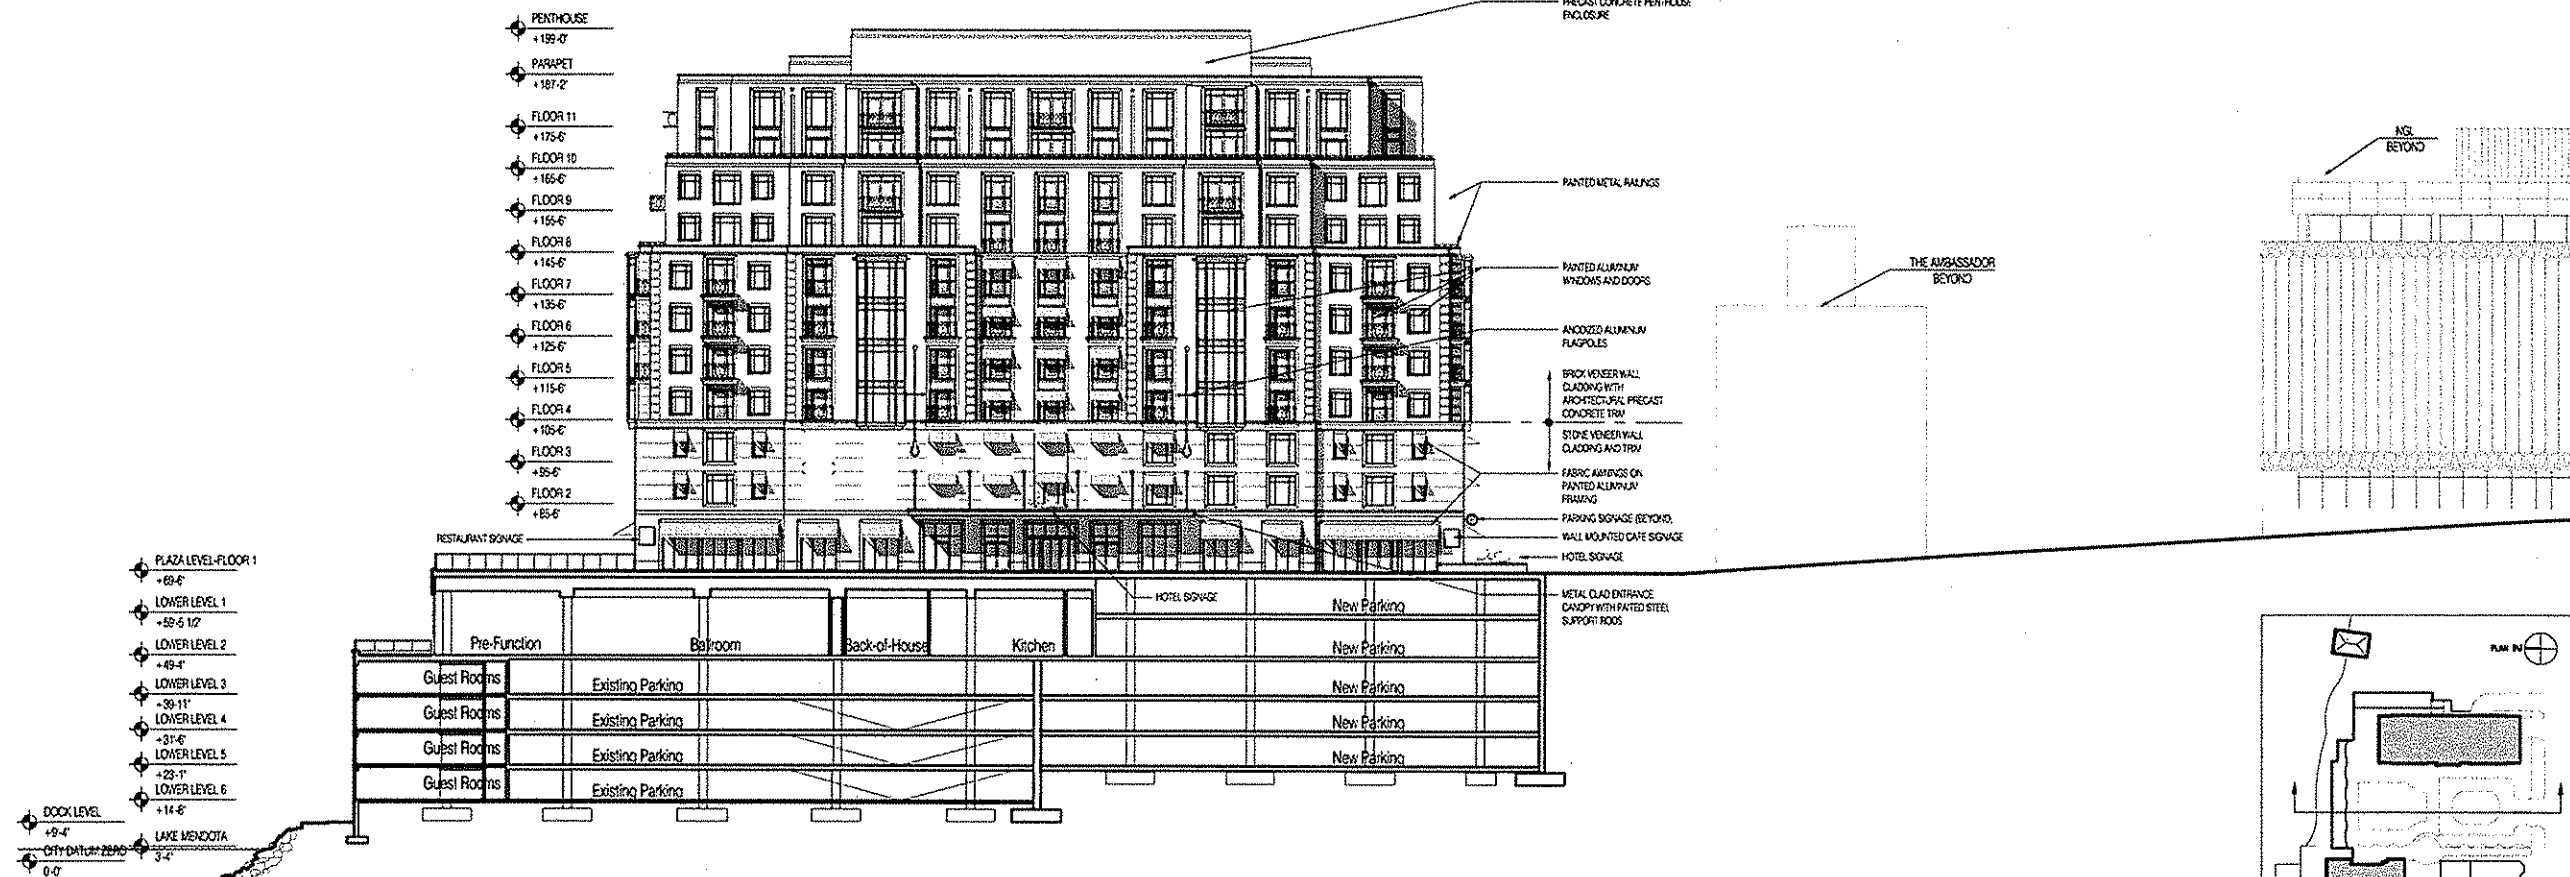 PENTHOUSE
+199-0"
PARAPET
+187-2"
FLOOR 11
+175-6"
FLOOR 10
+165-6"
FLOOR 9
+155-6"
FLOOR 8
+145-6"
FLOOR 7
+135-6"
FLOOR 6
+125-6"
FLOOR 5
+115-6"
FLOOR 4
+105-6"
FLOOR 3
+95-6"
FLOOR 2
+85-6"
RESTAURANT SIGNAGE
PLAZA LEVEL-FLOOR 1
+69-6"
LOWER LEVEL 1
+59-5 1/2"
LOWER LEVEL 2
+49-4"
LOWER LEVEL 3
+39-11"
LOWER LEVEL 4
+31-6"
LOWER LEVEL 5
+23-1"
LOWER LEVEL 6
+14-8"
DOCK LEVEL
+9-4"
LAKE MENDOTA
3-4"
CITY DATUM ZERO
0-0"
PRECAST CONCRETE PENTHOUSE
ENCLOSURE
PAINTED METAL RAILINGS
PAINTED ALUMINUM
WINDOWS AND DOORS
ANODIZED ALUMINUM
FLAGPOLES
BRICK VENEER WALL
CLADDING WITH
ARCHITECTURAL PRECAST
CONCRETE TRIM
STONE VENEER WALL
CLADDING AND TRIM
FABRIC AWNINGS ON
PAINTED ALUMINUM
FRAMING
PARKING SIGNAGE (BEYOND)
WALL MOUNTED CAFE SIGNAGE
HOTEL SIGNAGE
METAL CLAD ENTRANCE
CANOPY WITH PAITED STEEL
SUPPORT RODS
HOTEL SIGNAGE
Pre-Function
Ballroom
Back-of-House
Kitchen
New Parking
New Parking
Guest Rooms
Existing Parking
New Parking
Guest Rooms
Existing Parking
New Parking
Guest Rooms
Existing Parking
New Parking
Guest Rooms
Existing Parking
THE AMBASSADOR
BEYOND
NGL
BEYOND
PLAN